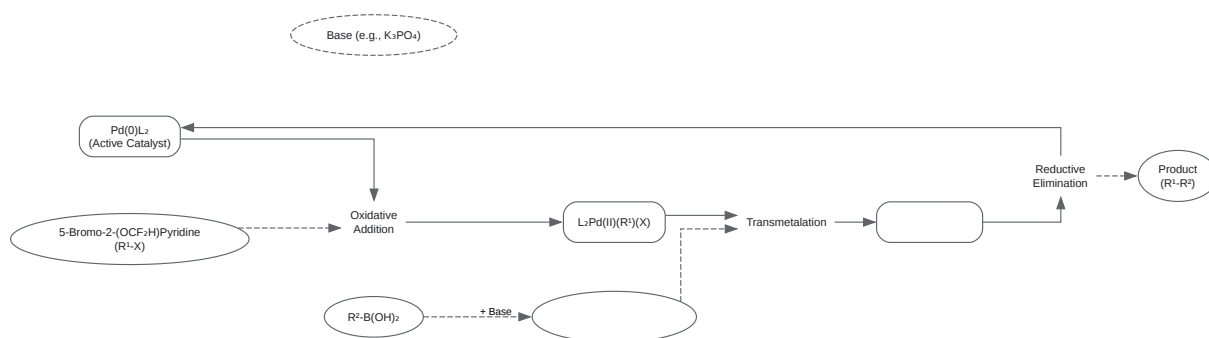 Base (e.g., K₃PO₄)
Pd(0)L₂
(Active Catalyst)
Reductive
Elimination
Product
(R¹-R²)
5-Bromo-2-(OCF₂H)Pyridine
(R¹-X)
Oxidative
Addition
L₂Pd(II)(R¹)(X)
Transmetalation
R²-B(OH)₂
+ Base